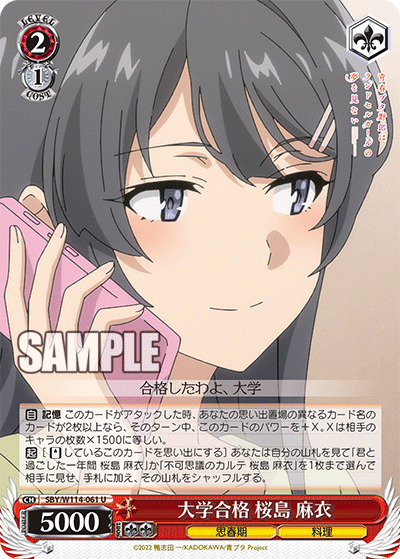 LEVEL
2
1
COST
青春ブタ野郎は
ランドセルガールの
夢を見ない
SAMPLE
合格したわよ、大学
自 記憶 このカードがアタックした時、あなたの思い出置場の異なるカード名の
カードが2枚以上なら、そのターン中、このカードのパワーを＋X。Xは相手の
キャラの枚数×1500に等しい。
起 [⤵しているこのカードを思い出にする] あなたは自分の山札を見て「君と
過ごした一年間 桜島 麻衣」か「不可思議のカルテ 桜島 麻衣」を1枚まで選んで
相手に見せ、手札に加え、その山札をシャッフルする。
CH SBY/W114-061 U
5000
大学合格 桜島 麻衣
思春期
料理
©2022 鴨志田 一/KADOKAWA/青ブタ Project